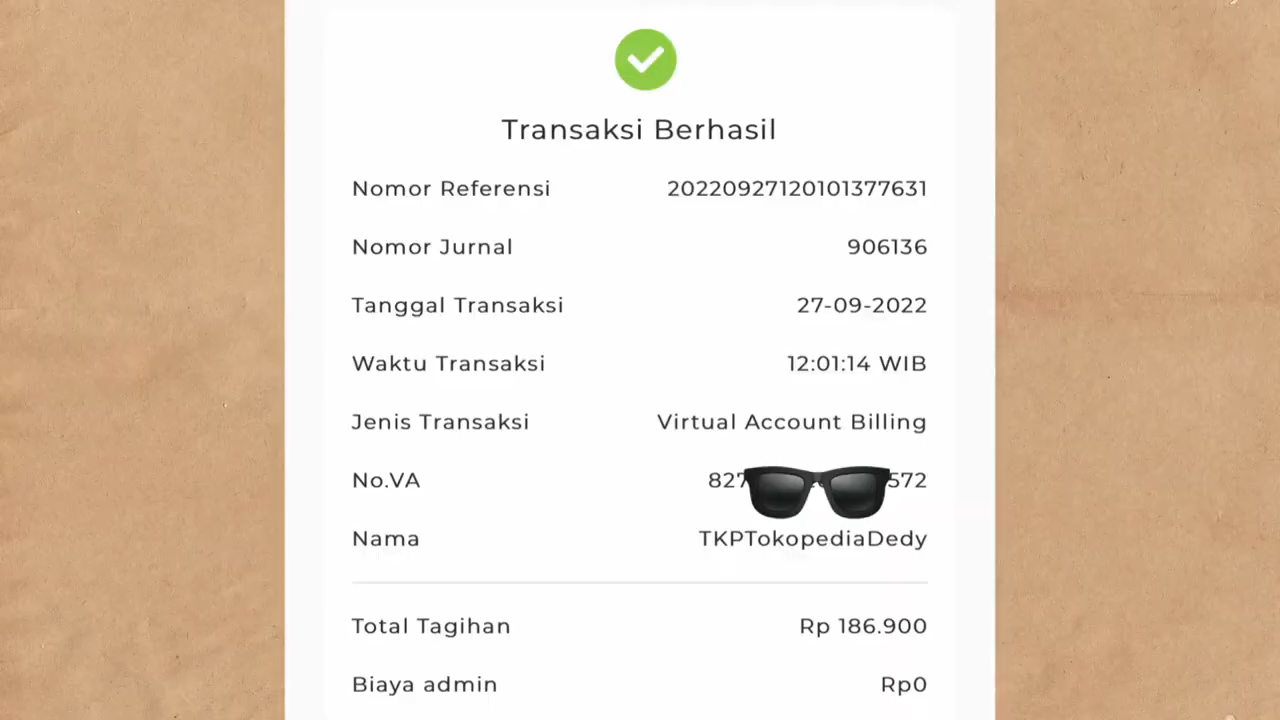 Transaksi Berhasil
Nomor Referensi 20220927120101377631
Nomor Jurnal 906136
Tanggal Transaksi 27-09-2022
Waktu Transaksi 12:01:14 WIB
Jenis Transaksi Virtual Account Billing
No.VA 827 572
Nama TKPTokopediaDedy
Total Tagihan Rp 186.900
Biaya admin Rp0